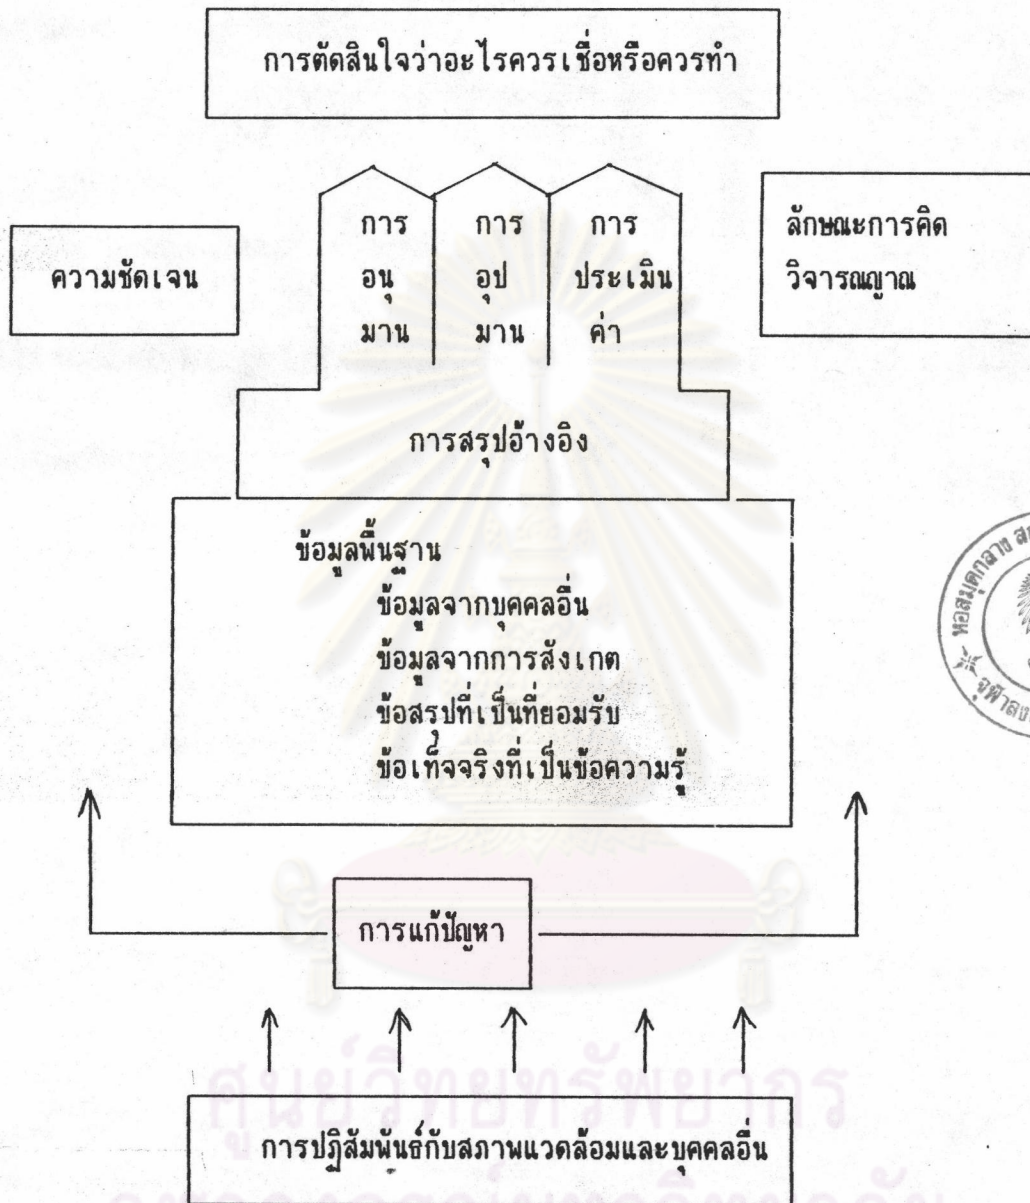 การตัดสินใจว่าอะไรควรเชื่อหรือควรทำ
ความชัดเจน
การ
อนุ
มาน
การ
อุป
มาน
การ
ประเมิน
ค่า
ลักษณะการคิด
วิจารณญาณ
การสรุปอ้างอิง
ข้อมูลพื้นฐาน
ข้อมูลจากบุคคลอื่น
ข้อมูลจากการสังเกต
ข้อสรุปที่เป็นที่ยอมรับ
ข้อเท็จจริงที่เป็นข้อความรู้
หอสมุดกลาง
การแก้ปัญหา
ศูนย์วิทยทรัพยากร
การปฏิสัมพันธ์กับสภาพแวดล้อมและบุคคลอื่น